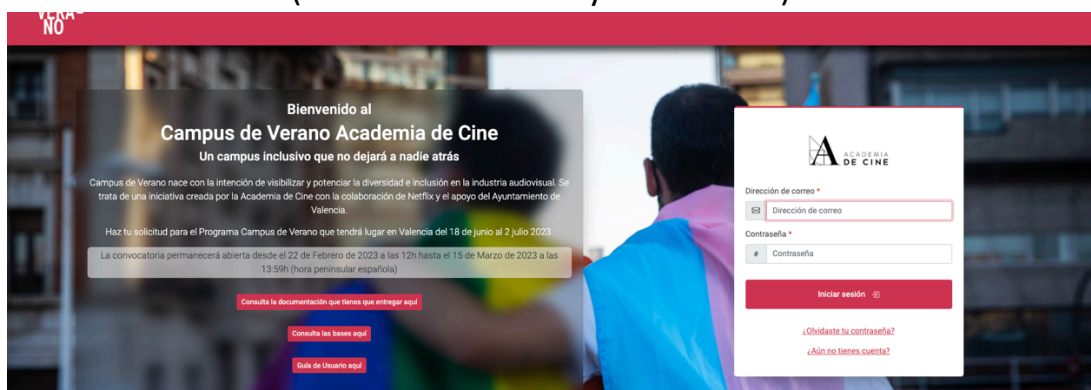 VERA-
NO
Bienvenido al
Campus de Verano Academia de Cine
Un campus inclusivo que no dejará a nadie atrás
Campus de Verano nace con la intención de visibilizar y potenciar la diversidad e inclusión en la industria audiovisual. Se
trata de una iniciativa creada por la Academia de Cine con la colaboración de Netflix y el apoyo del Ayuntamiento de
Valencia.
Haz tu solicitud para el Programa Campus de Verano que tendrá lugar en Valencia del 18 de junio al 2 julio 2023.
La convocatoria permanecerá abierta desde el 22 de Febrero de 2023 a las 12h hasta el 15 de Marzo de 2023 a las
13:59h (hora peninsular española)
Consulta la documentación que tienes que entregar aquí
Consulta las bases aquí
Guía de Usuario aquí
ACADEMIA
DE CINE
Dirección de correo *
Dirección de correo
Contraseña *
# Contraseña
Iniciar sesión
¿Olvidaste tu contraseña?
¿Aún no tienes cuenta?